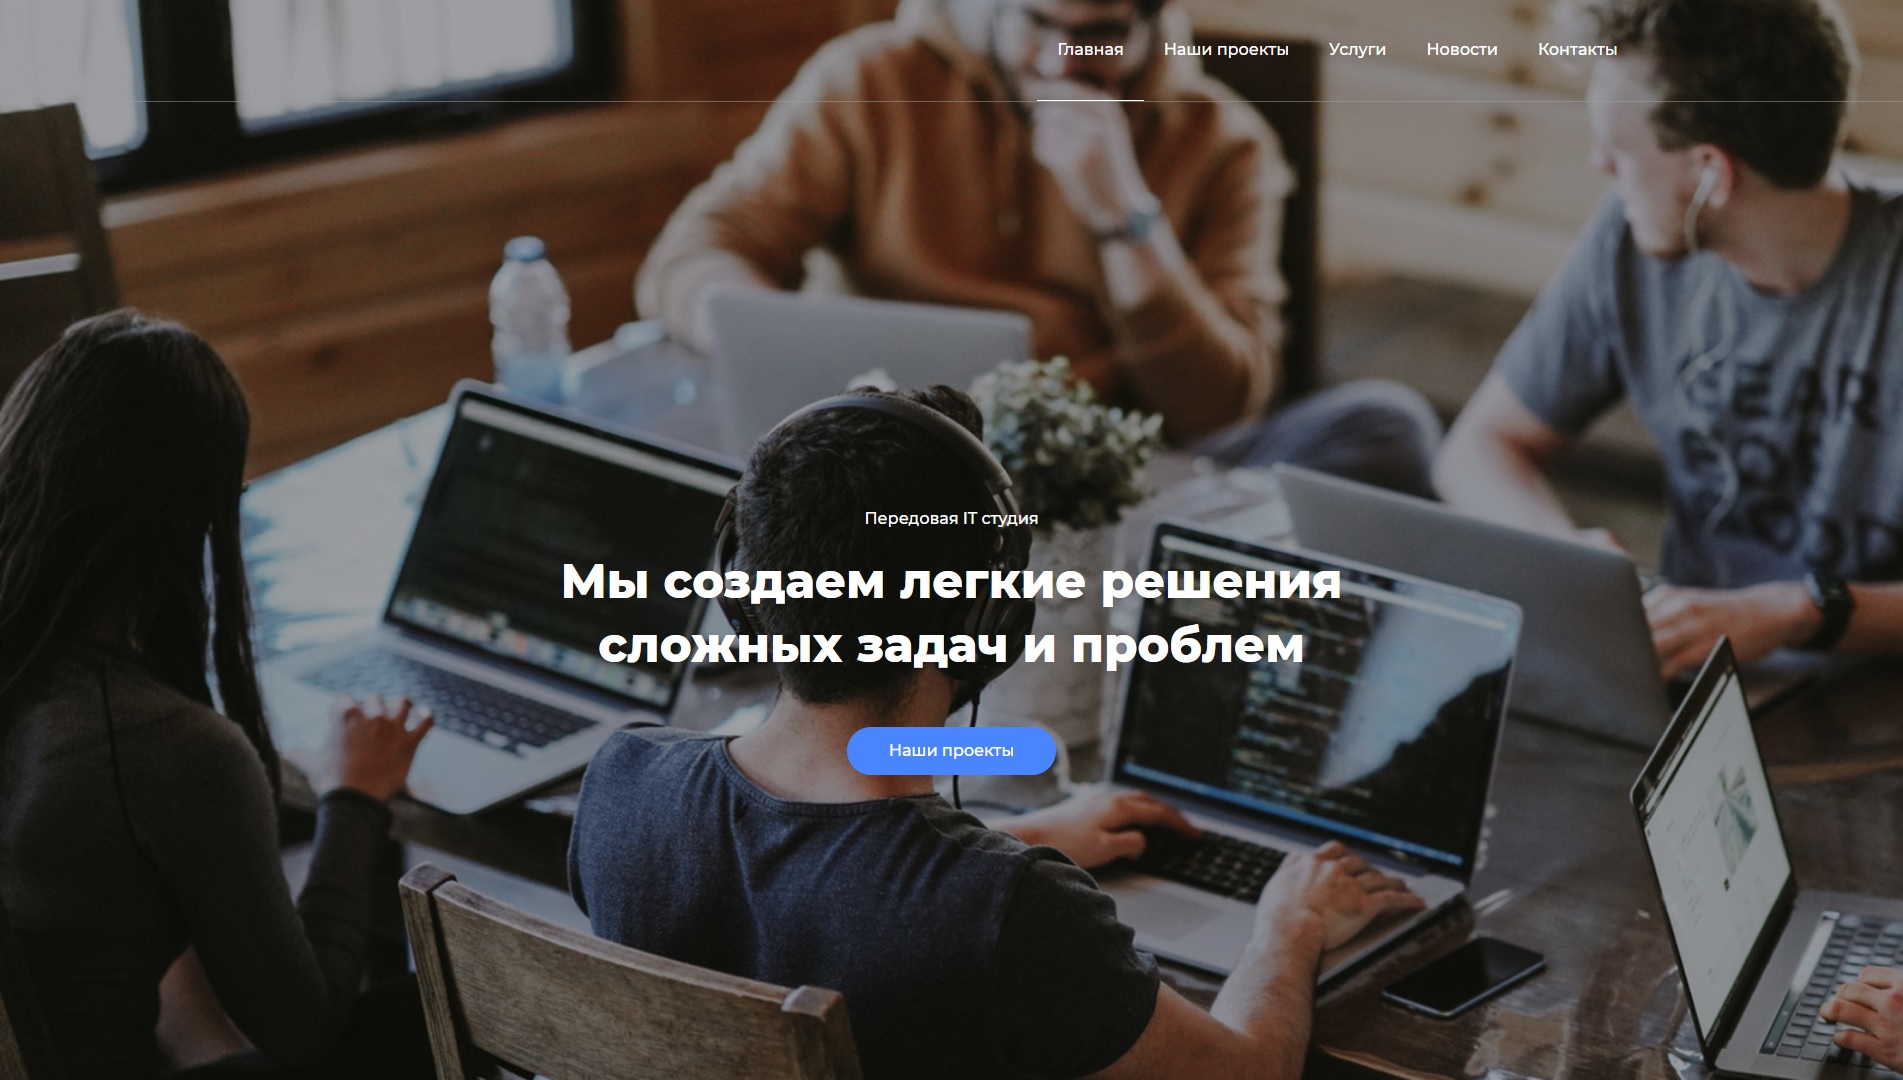 Главная Наши проекты Услуги Новости Контакты
Передовая IT студия
Мы создаем легкие решения
сложных задач и проблем
Наши проекты